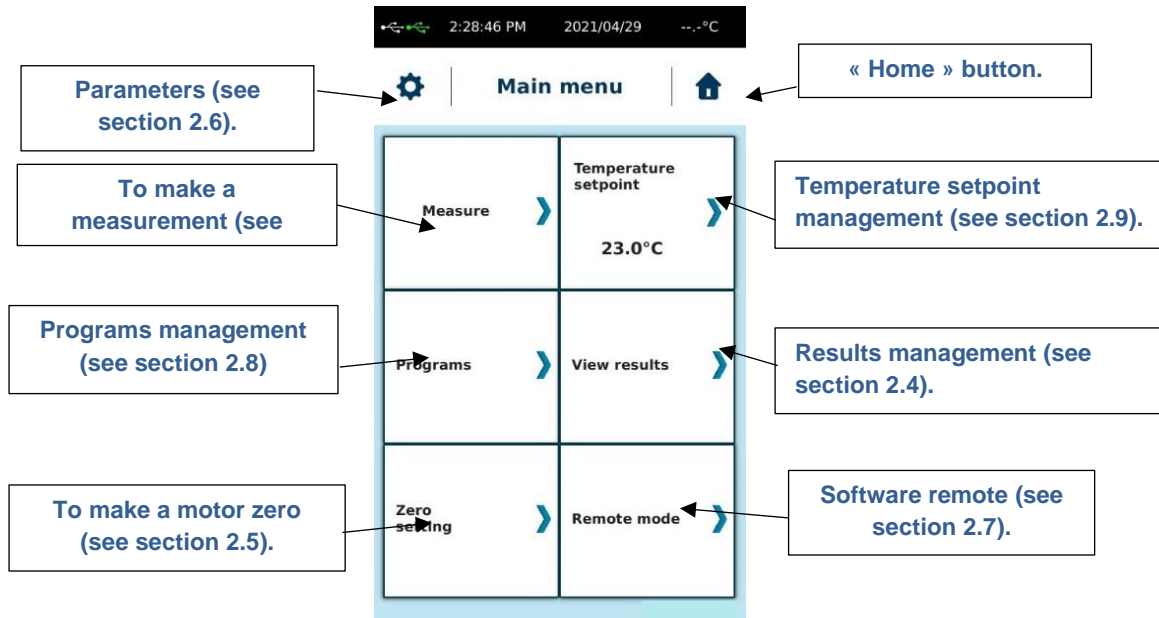 2:28:46 PM 2021/04/29 --.-°C
« Home » button.
Parameters (see
section 2.6).
Main menu
To make a
measurement (see
Measure
Temperature
setpoint
23.0°C
Temperature setpoint
management (see section 2.9).
Programs management
(see section 2.8)
Programs
View results
Results management (see
section 2.4).
To make a motor zero
(see section 2.5).
Zero
setting
Remote mode
Software remote (see
section 2.7).